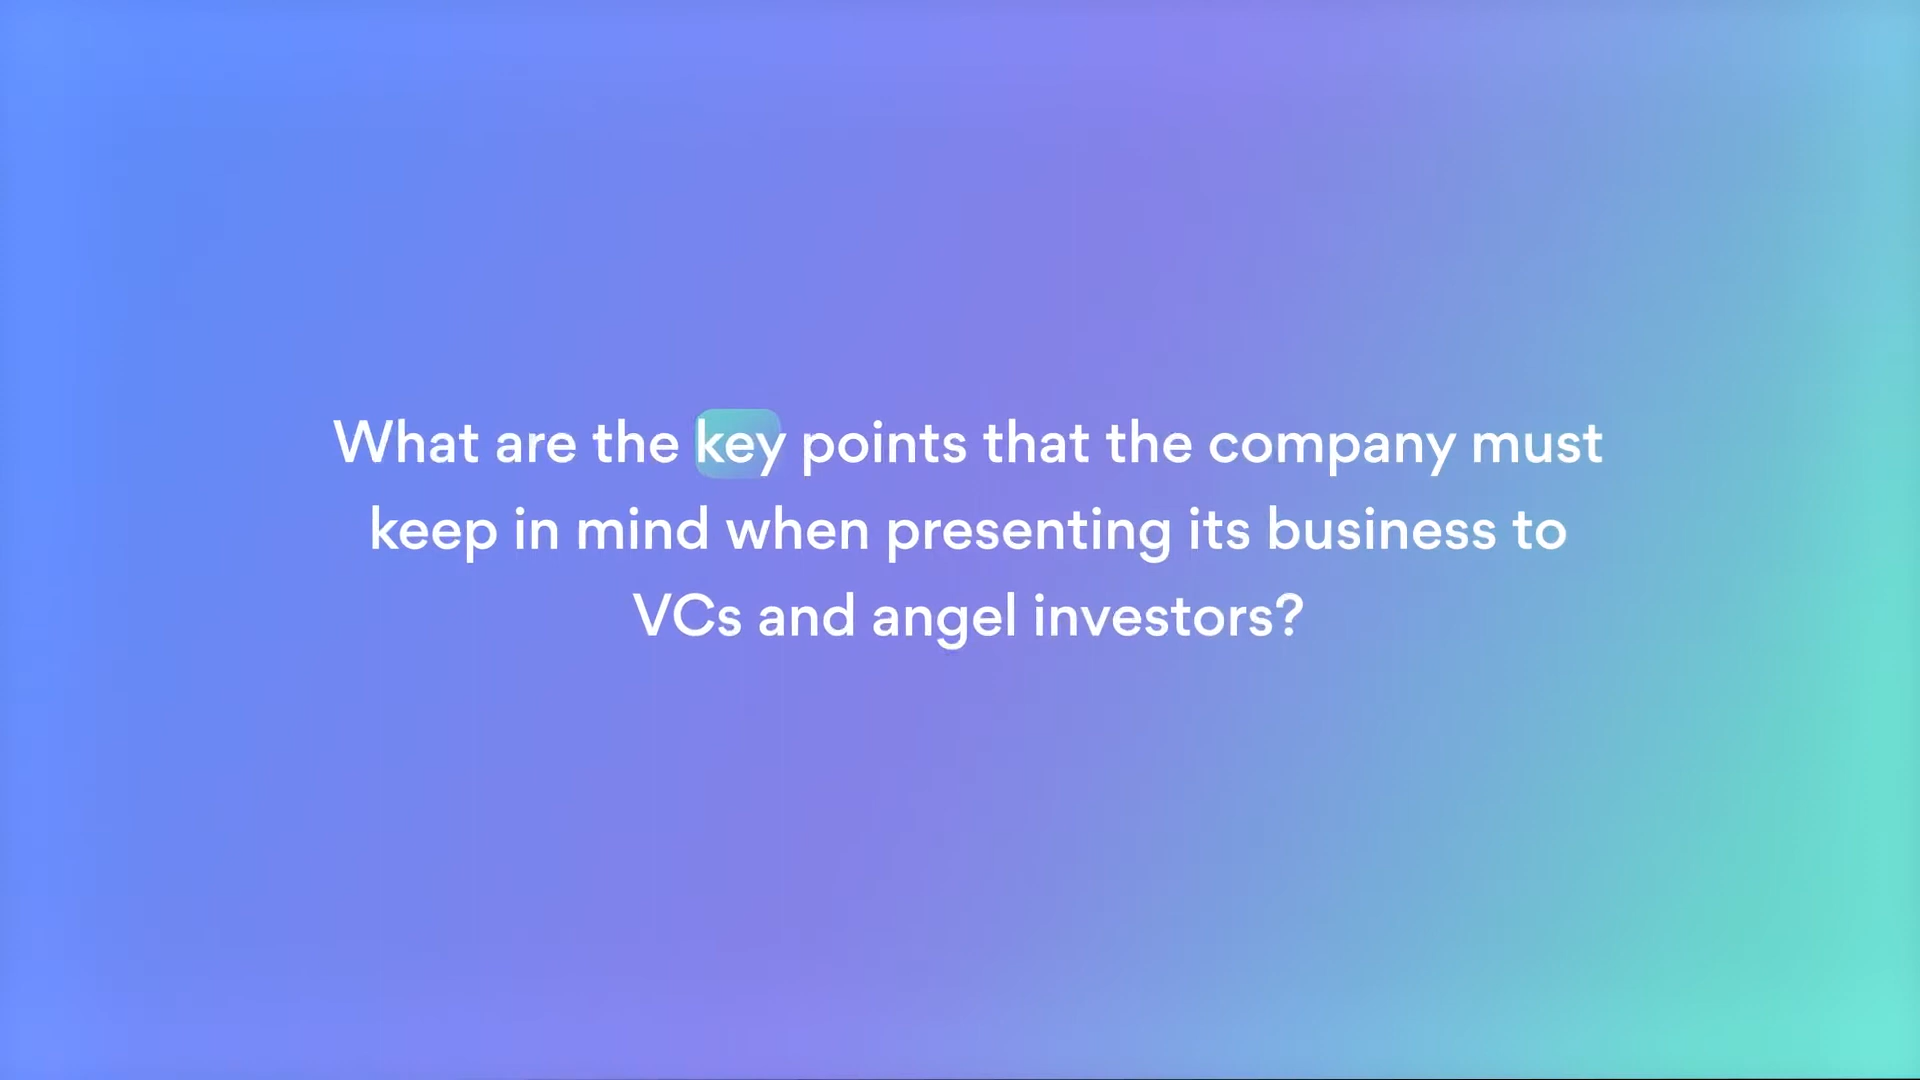 What are the key points that the company must
keep in mind when presenting its business to
VCs and angel investors?